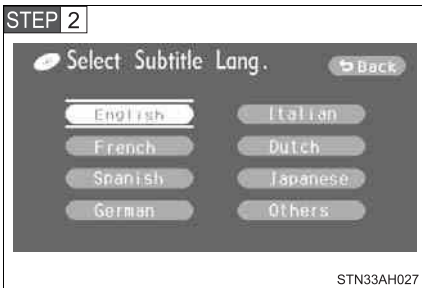 STEP 2
Select Subtitle Lang. Back
English Italian
French Dutch
Spanish Japanese
German Others
STN33AH027